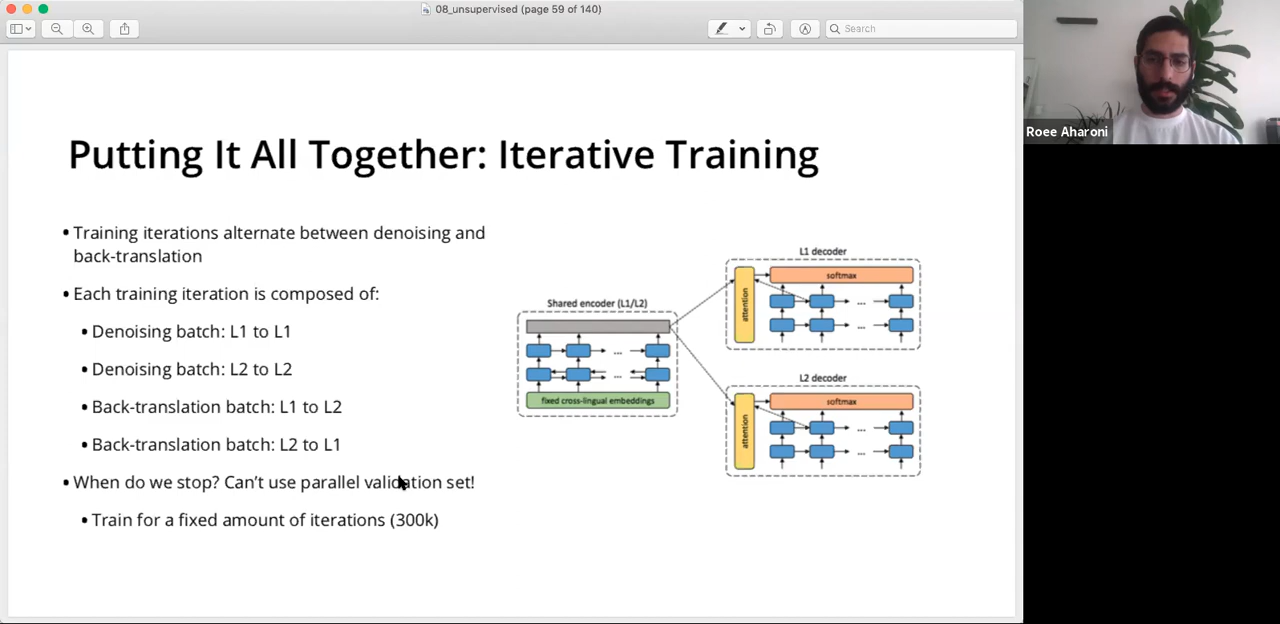 08_unsupervised (page 59 of 140)
Search
Roee Aharoni
Putting It All Together: Iterative Training
• Training iterations alternate between denoising and
back-translation
• Each training iteration is composed of:
• Denoising batch: L1 to L1
• Denoising batch: L2 to L2
• Back-translation batch: L1 to L2
• Back-translation batch: L2 to L1
• When do we stop? Can't use parallel validation set!
• Train for a fixed amount of iterations (300k)
Shared encoder (L1/L2)
...
...
fixed cross-lingual embeddings
L1 decoder
softmax
attention
...
...
L2 decoder
softmax
attention
...
...